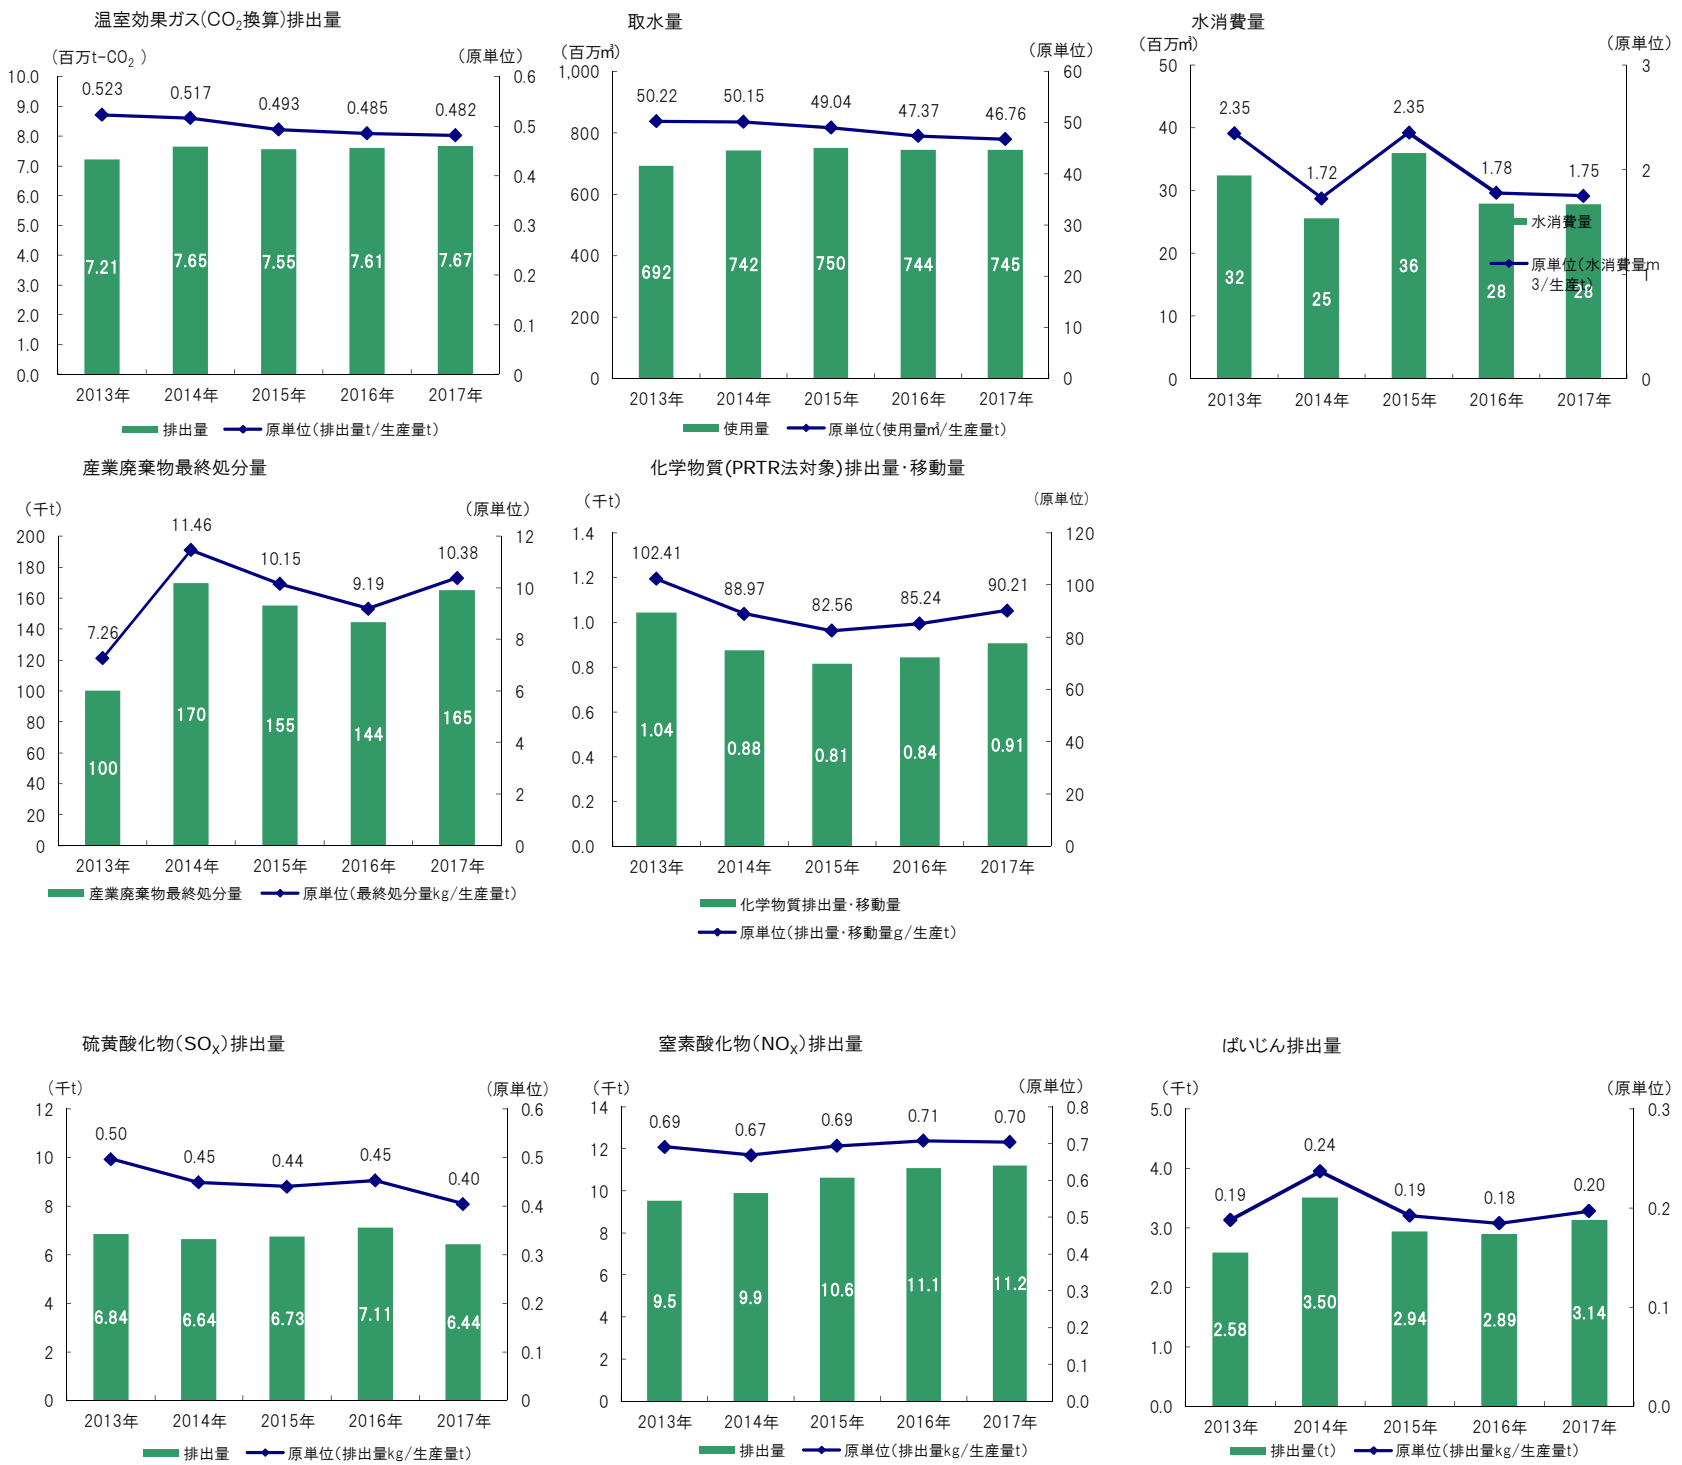 温室効果ガス(CO2換算)排出量
(百万t-CO2 )
(原単位)
10.0
9.0
8.0
7.0
6.0
5.0
4.0
3.0
2.0
1.0
0.0
0.6
0.5
0.4
0.3
0.2
0.1
0
0.523
0.517
0.493
0.485
0.482
7.21
7.65
7.55
7.61
7.67
2013年
2014年
2015年
2016年
2017年
排出量
原単位(排出量t/生産量t)
取水量
(百万㎥)
(原単位)
1,000
800
600
400
200
0
60
50
40
30
20
10
0
50.22
50.15
49.04
47.37
46.76
692
742
750
744
745
2013年
2014年
2015年
2016年
2017年
使用量
原単位(使用量㎥/生産量t)
水消費量
(百万㎥)
(原単位)
50
40
30
20
10
0
3
2
1
0
2.35
1.72
2.35
1.78
1.75
32
25
36
28
28
2013年
2014年
2015年
2016年
2017年
水消費量
原単位(水消費量m
3/生産t)
産業廃棄物最終処分量
(千t)
(原単位)
200
180
160
140
120
100
80
60
40
20
0
12
10
8
6
4
2
0
7.26
11.46
10.15
9.19
10.38
100
170
155
144
165
2013年
2014年
2015年
2016年
2017年
産業廃棄物最終処分量
原単位(最終処分量kg/生産量t)
化学物質(PRTR法対象)排出量・移動量
(千t)
(原単位)
1.4
1.2
1.0
0.8
0.6
0.4
0.2
0.0
120
100
80
60
40
20
0
102.41
88.97
82.56
85.24
90.21
1.04
0.88
0.81
0.84
0.91
2013年
2014年
2015年
2016年
2017年
化学物質排出量・移動量
原単位(排出量・移動量g/生産t)
硫黄酸化物(SOX)排出量
(千t)
(原単位)
12
10
8
6
4
2
0
0.6
0.5
0.4
0.3
0.2
0.1
0
0.50
0.45
0.44
0.45
0.40
6.84
6.64
6.73
7.11
6.44
2013年
2014年
2015年
2016年
2017年
排出量
原単位(排出量kg/生産量t)
窒素酸化物(NOX)排出量
(千t)
(原単位)
14
12
10
8
6
4
2
0
0.8
0.7
0.6
0.5
0.4
0.3
0.2
0.1
0.0
0.69
0.67
0.69
0.71
0.70
9.5
9.9
10.6
11.1
11.2
2013年
2014年
2015年
2016年
2017年
排出量
原単位(排出量kg/生産量t)
ばいじん排出量
(千t)
(原単位)
5.0
4.0
3.0
2.0
1.0
0.0
0.3
0.2
0.1
0.0
0.19
0.24
0.19
0.18
0.20
2.58
3.50
2.94
2.89
3.14
2013年
2014年
2015年
2016年
2017年
排出量(t)
原単位(排出量kg/生産量t)